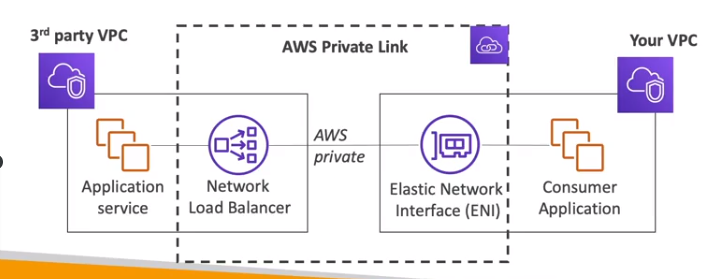 3rd party VPC
AWS Private Link
Your VPC
AWS
private
Application
service
Network
Load Balancer
Elastic Network
Interface (ENI)
Consumer
Application